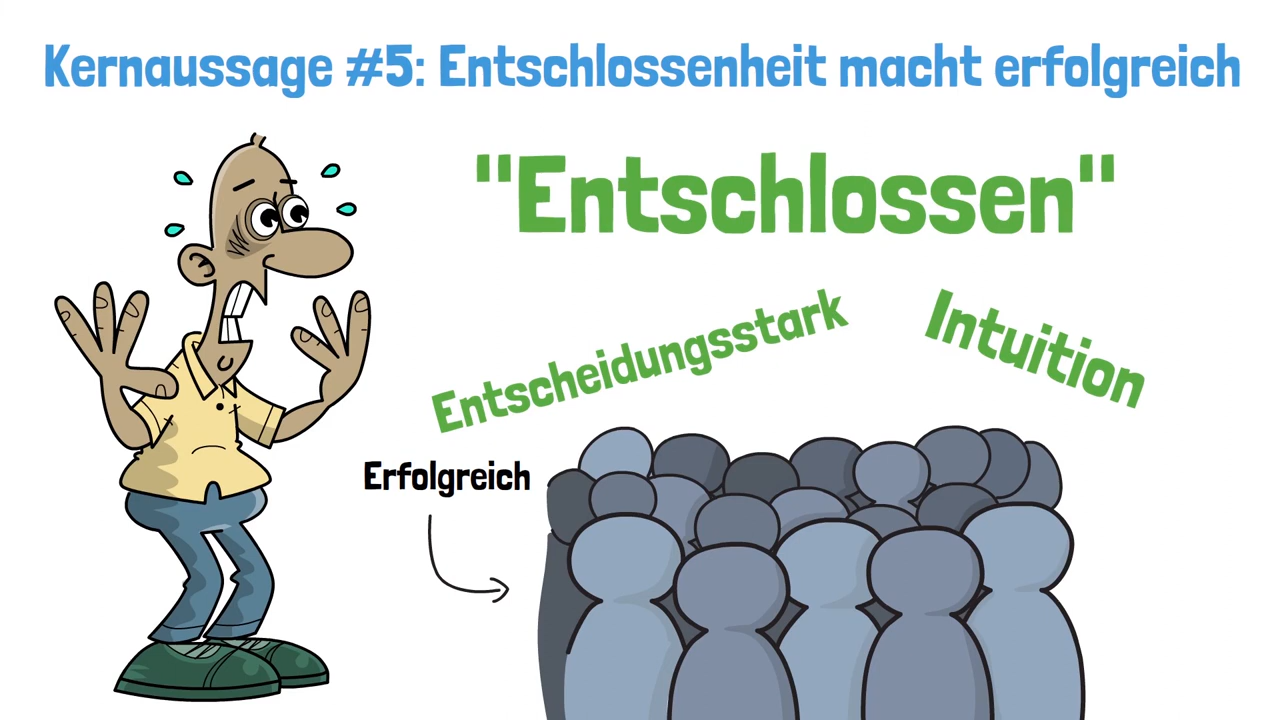 Kernaussage #5: Entschlossenheit macht erfolgreich
"Entschlossen"
Entscheidungsstark
Intuition
Erfolgreich